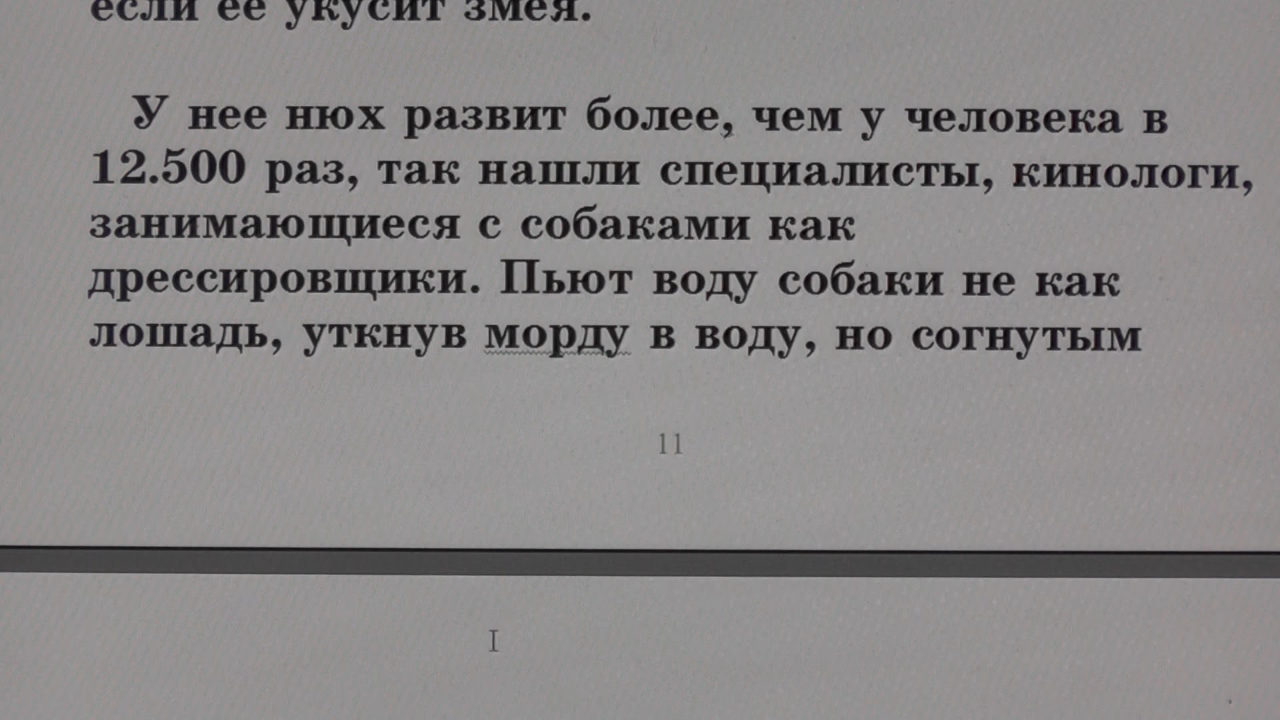 если ее укусит змея.
У нее нюх развит более, чем у человека в
12.500 раз, так нашли специалисты, кинологи,
занимающиеся с собаками как
дрессировщики. Пьют воду собаки не как
лошадь, уткнув морду в воду, но согнутым
11